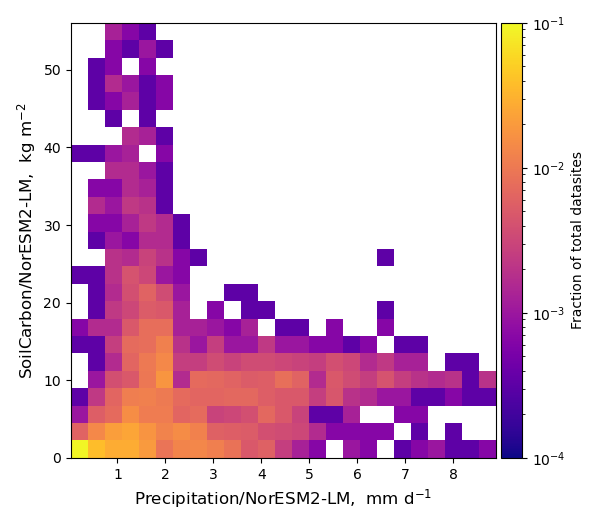 SoilCarbon/NorESM2-LM, kg m⁻²
50
40
30
20
10
0
1 2 3 4 5 6 7 8
Precipitation/NorESM2-LM, mm d⁻¹
10⁻¹
10⁻²
10⁻³
10⁻⁴
Fraction of total datasites